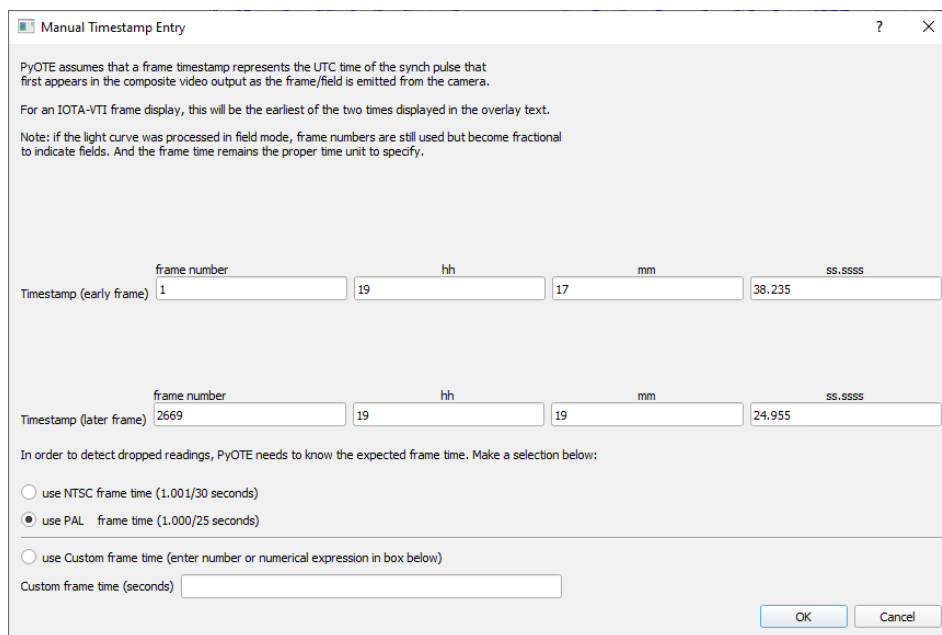 Manual Timestamp Entry
PyOTE assumes that a frame timestamp represents the UTC time of the synch pulse that
first appears in the composite video output as the frame/field is emitted from the camera.
For an IOTA-VTI frame display, this will be the earliest of the two times displayed in the overlay text.
Note: if the light curve was processed in field mode, frame numbers are still used but become fractional
to indicate fields. And the frame time remains the proper time unit to specify.
frame number hh mm ss.ssss
Timestamp (early frame) 1 19 17 38.235
frame number hh mm ss.ssss
Timestamp (later frame) 2669 19 19 24.955
In order to detect dropped readings, PyOTE needs to know the expected frame time. Make a selection below:
use NTSC frame time (1.001/30 seconds)
use PAL frame time (1.000/25 seconds)
use Custom frame time (enter number or numerical expression in box below)
Custom frame time (seconds)
OK Cancel